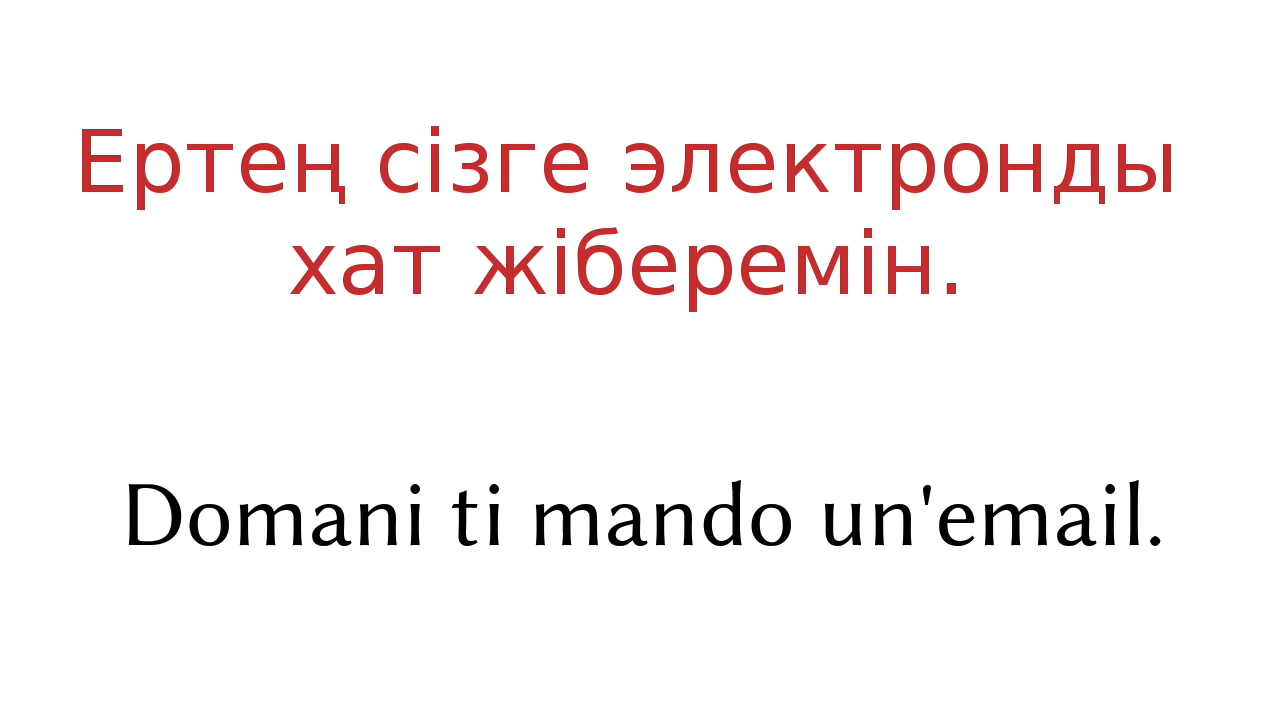 Ертең сізге электронды
хат жіберемін.
Domani ti mando un'email.